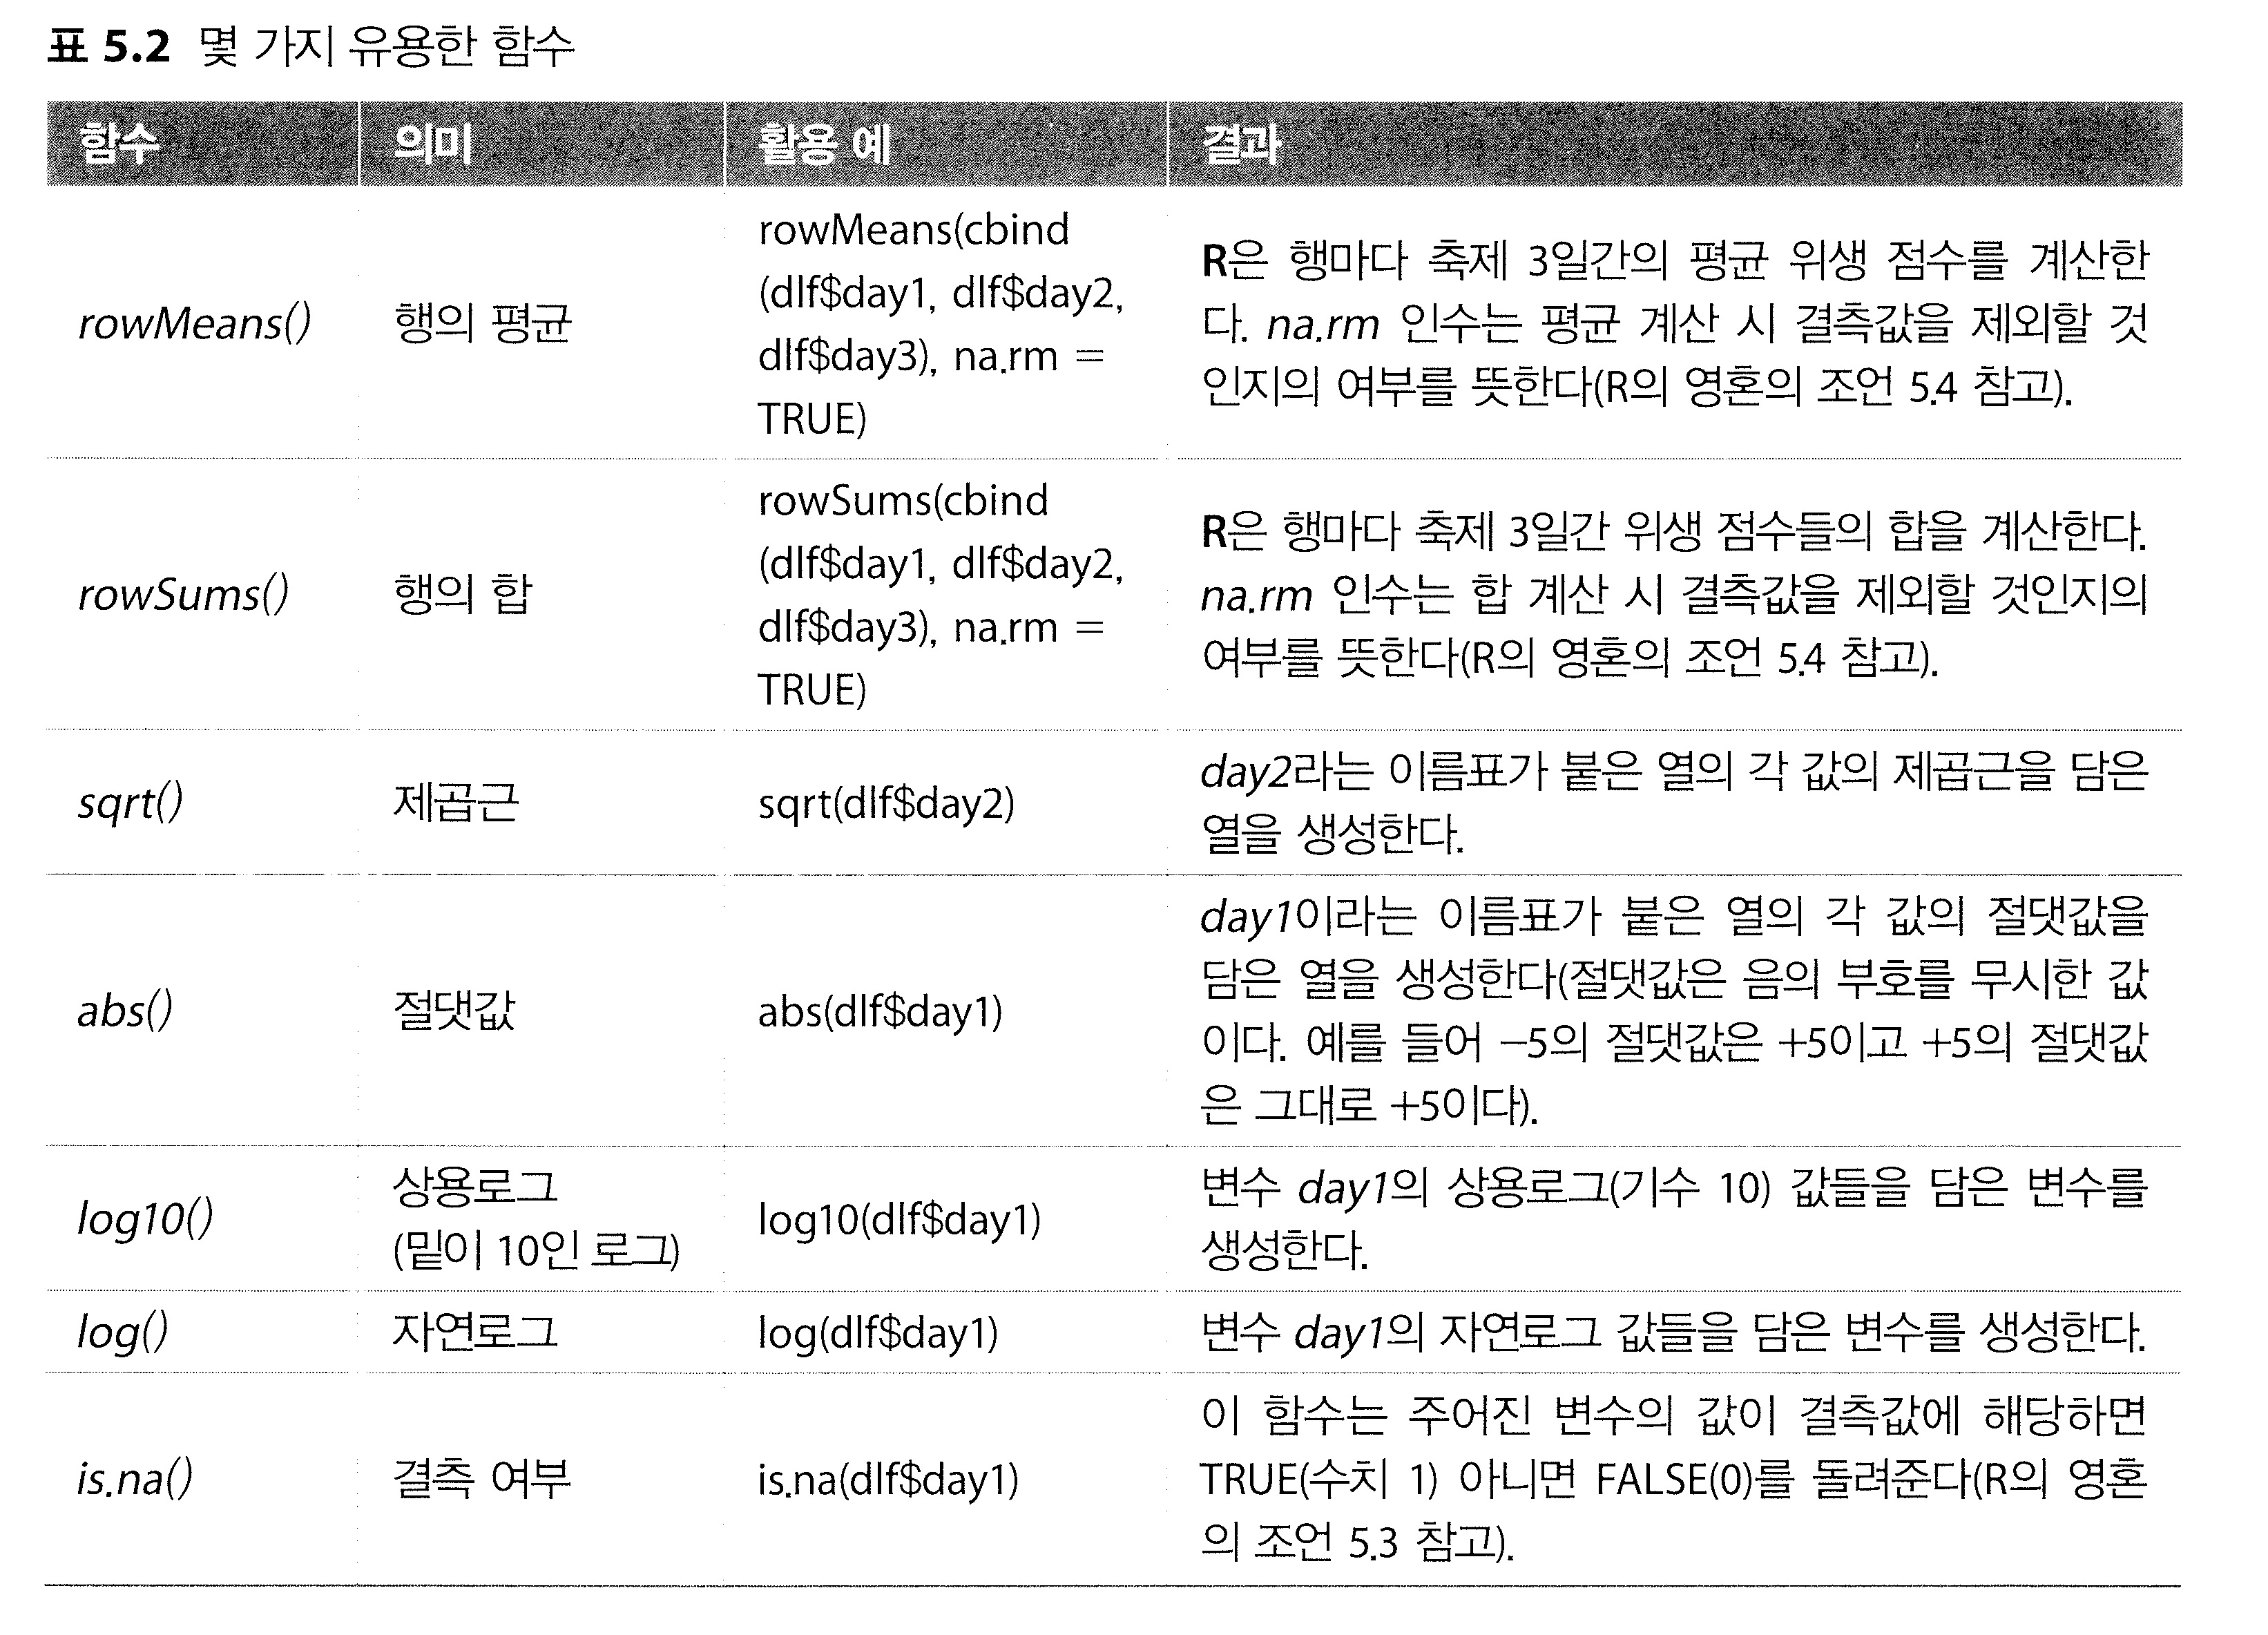 표 5.2 몇 가지 유용한 함수
함수 의미 활용 예 결과
rowMeans()
행의 평균
rowMeans(cbind
(dlf$day1, dlf$day2,
dlf$day3), na.rm =
TRUE)
R은 행마다 축제 3일간의 평균 위생 점수를 계산한
다. na.rm 인수는 평균 계산 시 결측값을 제외할 것
인지의 여부를 뜻한다(R의 영혼의 조언 5.4 참고).
rowSums()
행의 합
rowSums(cbind
(dlf$day1, dlf$day2,
dlf$day3), na.rm =
TRUE)
R은 행마다 축제 3일간 위생 점수들의 합을 계산한다.
na.rm 인수는 합 계산 시 결측값을 제외할 것인지의
여부를 뜻한다(R의 영혼의 조언 5.4 참고).
sqrt()
제곱근
sqrt(dlf$day2)
day2라는 이름표가 붙은 열의 각 값의 제곱근을 담은
열을 생성한다.
abs()
절댓값
abs(dlf$day1)
day1이라는 이름표가 붙은 열의 각 값의 절댓값을
담은 열을 생성한다(절댓값은 음의 부호를 무시한 값
이다. 예를 들어 –5의 절댓값은 +5이고 +5의 절댓값
은 그대로 +5이다).
log10()
상용로그
(밑이 10인 로그)
log10(dlf$day1)
변수 day1의 상용로그(기수 10) 값들을 담은 변수를
생성한다.
log()
자연로그
log(dlf$day1)
변수 day1의 자연로그 값들을 담은 변수를 생성한다.
is.na()
결측 여부
is.na(dlf$day1)
이 함수는 주어진 변수의 값이 결측값에 해당하면
TRUE(수치 1) 아니면 FALSE(0)를 돌려준다(R의 영혼
의 조언 5.3 참고).